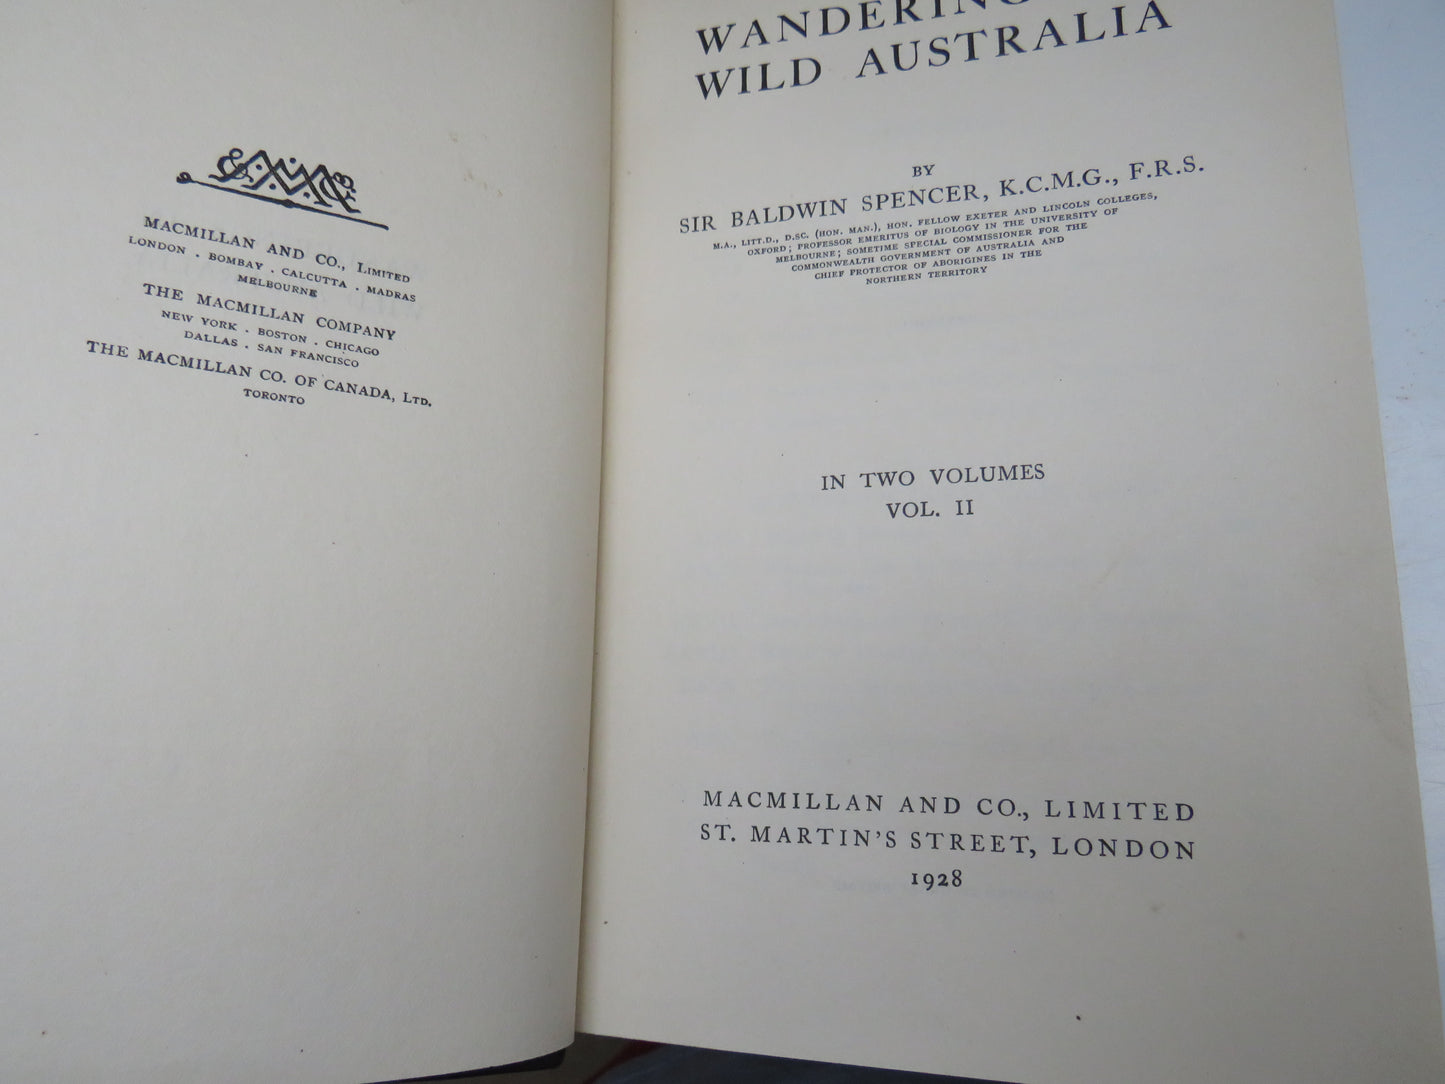 MACMILLAN AND CO., LIMITED
LONDON . BOMBAY . CALCUTTA . MADRAS
MELBOURNE
THE MACMILLAN COMPANY
NEW YORK . BOSTON . CHICAGO
DALLAS . SAN FRANCISCO
THE MACMILLAN CO. OF CANADA, LTD.
TORONTO
WILD AUSTRALIA
BY
SIR BALDWIN SPENCER, K.C.M.G., F.R.S.
M.A., LITT.D., D.SC. (HON. MAN.), HON. FELLOW EXETER AND LINCOLN COLLEGES,
OXFORD; PROFESSOR EMERITUS OF BIOLOGY IN THE UNIVERSITY OF
MELBOURNE; SOMETIME SPECIAL COMMISSIONER FOR THE
COMMONWEALTH GOVERNMENT OF AUSTRALIA AND
CHIEF PROTECTOR OF ABORIGINES IN THE
NORTHERN TERRITORY
IN TWO VOLUMES
VOL. II
MACMILLAN AND CO., LIMITED
ST. MARTIN'S STREET, LONDON
1928